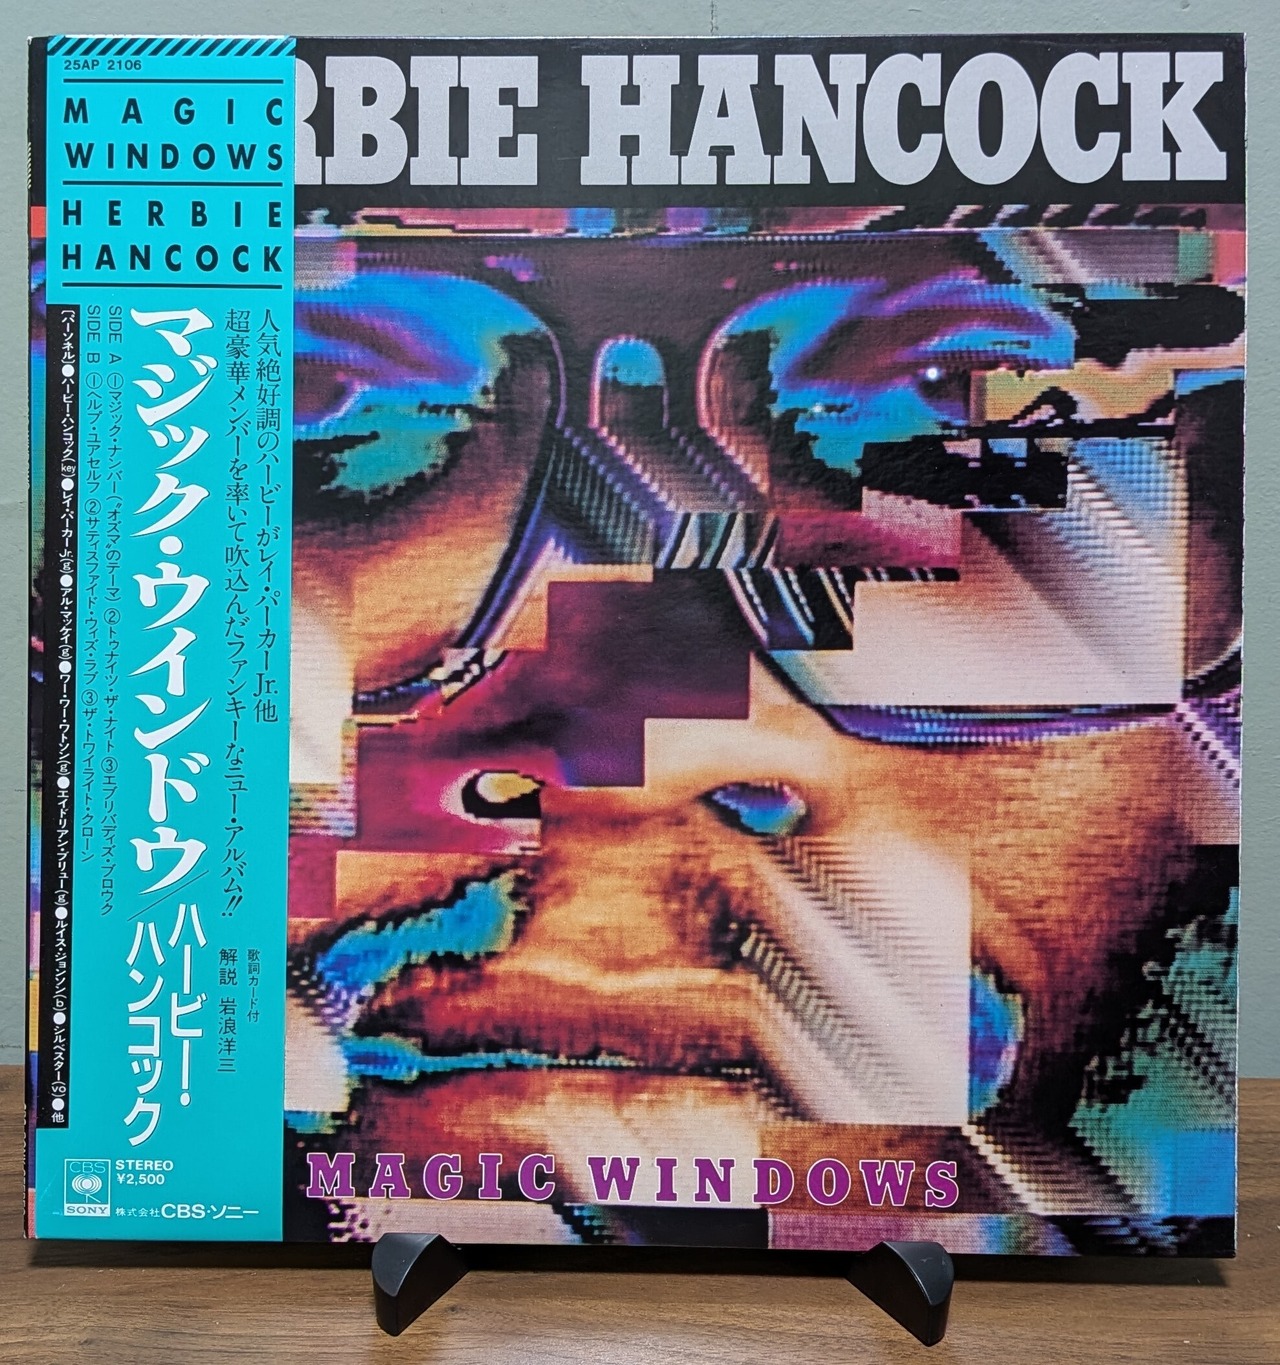 25AP 2106
MAGIC
WINDOWS
HERBIE
HANCOCK
人気絶好調のハービーがレイ・パーカーJr.他
超豪華メンバーを率いて吹込んだファンキーなニュー・アルバム!!
歌詞カード付
解説 岩浪洋三
マジック・ウインドウ/ハービー・ハンコック
SIDE A ①マジック・ナンバー(“オズマ”のテーマ) ②トゥナイツ・ザ・ナイト ③エブリバディズ・ブロウク
SIDE B ①ヘルプ・ユアセルフ ②サティスファイド・ウィズ・ラブ ③ザ・トワイライト・クローン
〔パーソネル〕●ハービー・ハンコック(key)●レイ・パーカーJr.(g)●アル・マッケイ(g)●ワー・ワー・ワトソン(g)●エイドリアン・ブリュー(g)●ルイス・ジョンソン(b)●シルベスター(vo)●他
CBS
SONY
STEREO
¥2,500
株式会社CBS・ソニー
RBIE HANCOCK
MAGIC WINDOWS